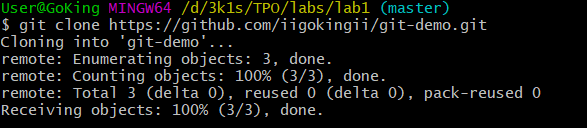 User@GoKing MINGW64 /d/3k1s/TPO/labs/lab1 (master)
$ git clone https://github.com/iigokingii/git-demo.git
Cloning into 'git-demo'...
remote: Enumerating objects: 3, done.
remote: Counting objects: 100% (3/3), done.
remote: Total 3 (delta 0), reused 0 (delta 0), pack-reused 0
Receiving objects: 100% (3/3), done.